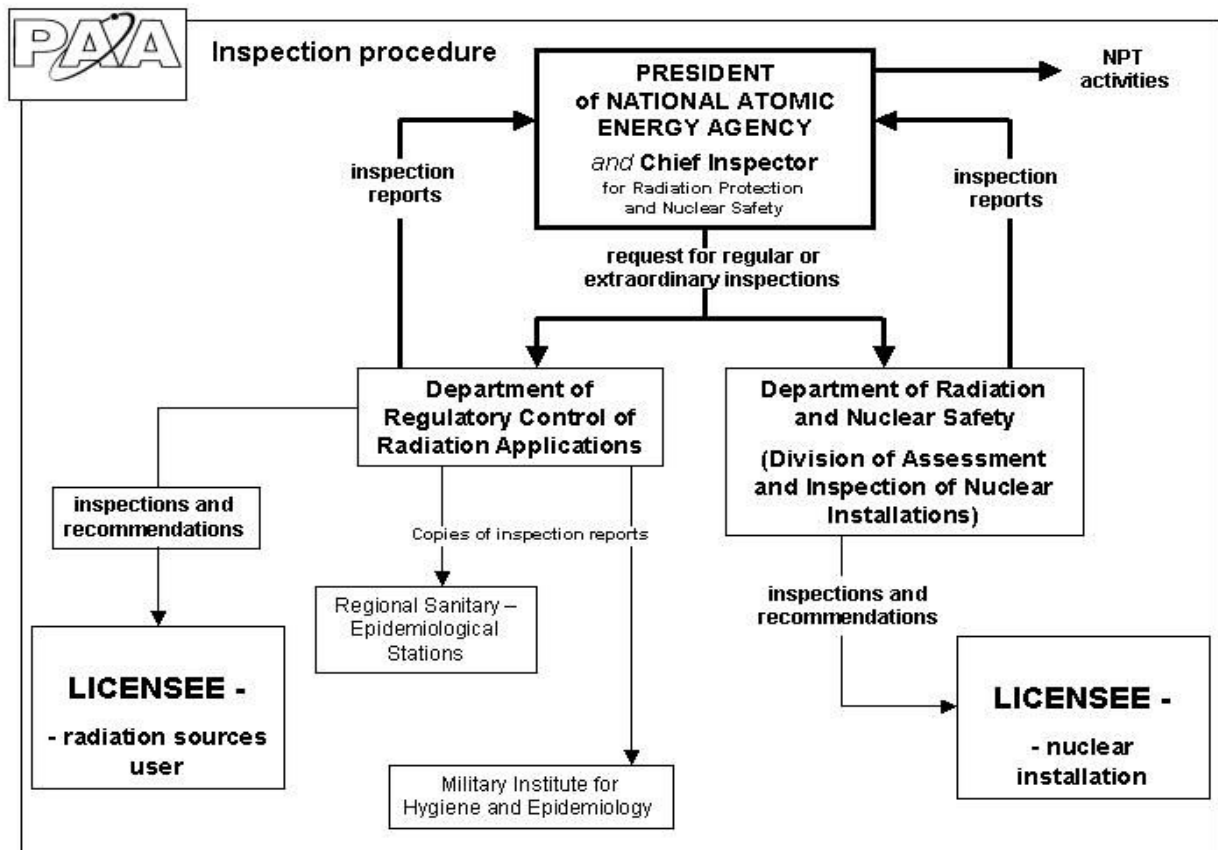 PAA
Inspection procedure
PRESIDENT
of NATIONAL ATOMIC
ENERGY AGENCY
and Chief Inspector
for Radiation Protection
and Nuclear Safety
NPT
activities
inspection
reports
inspection
reports
request for regular or
extraordinary inspections
Department of
Regulatory Control of
Radiation Applications
Department of Radiation
and Nuclear Safety
(Division of Assessment
and Inspection of Nuclear
Installations)
inspections and
recommendations
Copies of inspection reports
Regional Sanitary –
Epidemiological
Stations
inspections and
recommendations
LICENSEE -
- radiation sources
user
LICENSEE -
- nuclear
installation
Military Institute for
Hygiene and Epidemiology